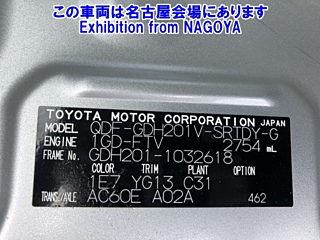 この車両は名古屋会場にあります
Exhibition from NAGOYA
TOYOTA MOTOR CORPORATION JAPAN
MODEL QDF-GDH201V-SRTDY-G
ENGINE 1GD-FTV 2754 mL
FRAME No. GDH201-1032618
COLOR TRIM PLANT OPTION
1E7 YG13 C31
TRANS/AXLE AC60E A02A 462